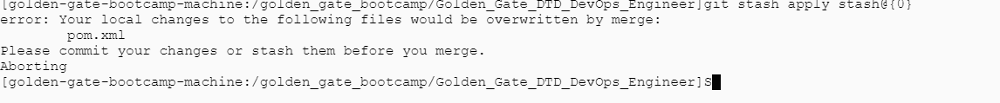 [golden-gate-bootcamp-machine:/golden_gate_bootcamp/Golden_Gate_DTD_DevOps_Engineer]git stash apply stash@{0}
error: Your local changes to the following files would be overwritten by merge:
        pom.xml
Please commit your changes or stash them before you merge.
Aborting
[golden-gate-bootcamp-machine:/golden_gate_bootcamp/Golden_Gate_DTD_DevOps_Engineer]S